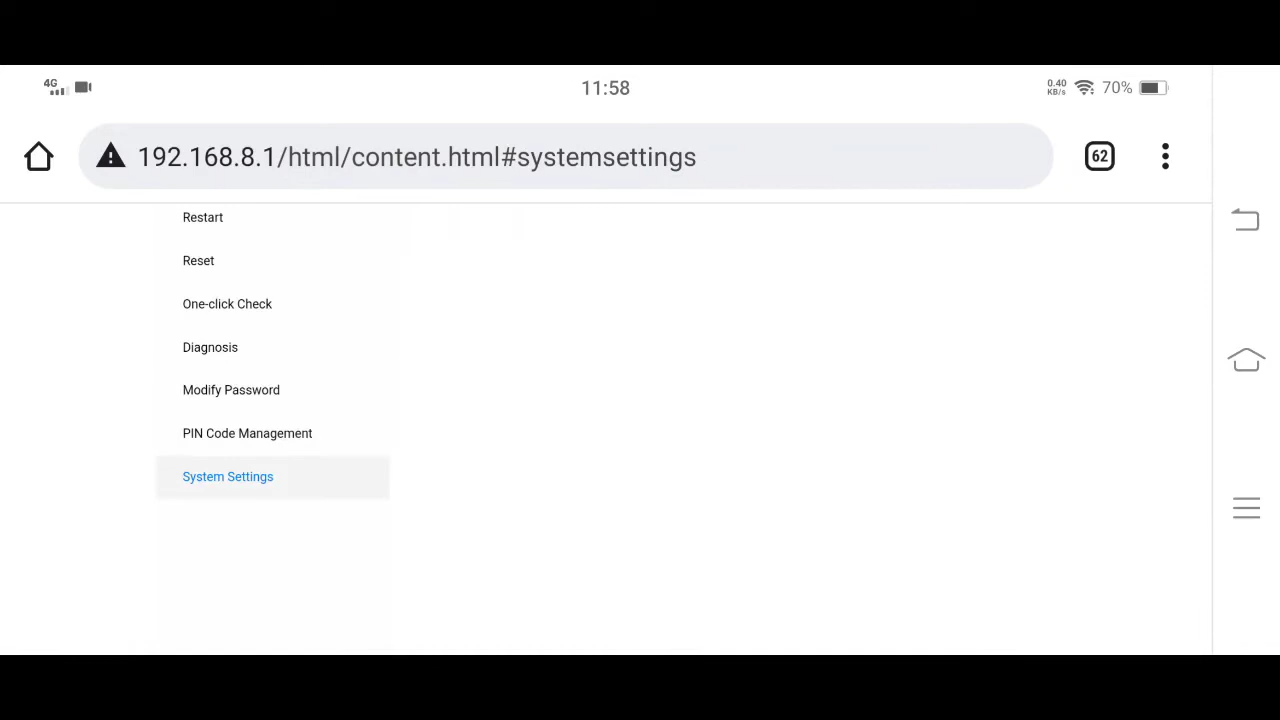 4G
11:58
0.40
KB/s
70%
192.168.8.1/html/content.html#systemsettings
62
Restart
Reset
One-click Check
Diagnosis
Modify Password
PIN Code Management
System Settings